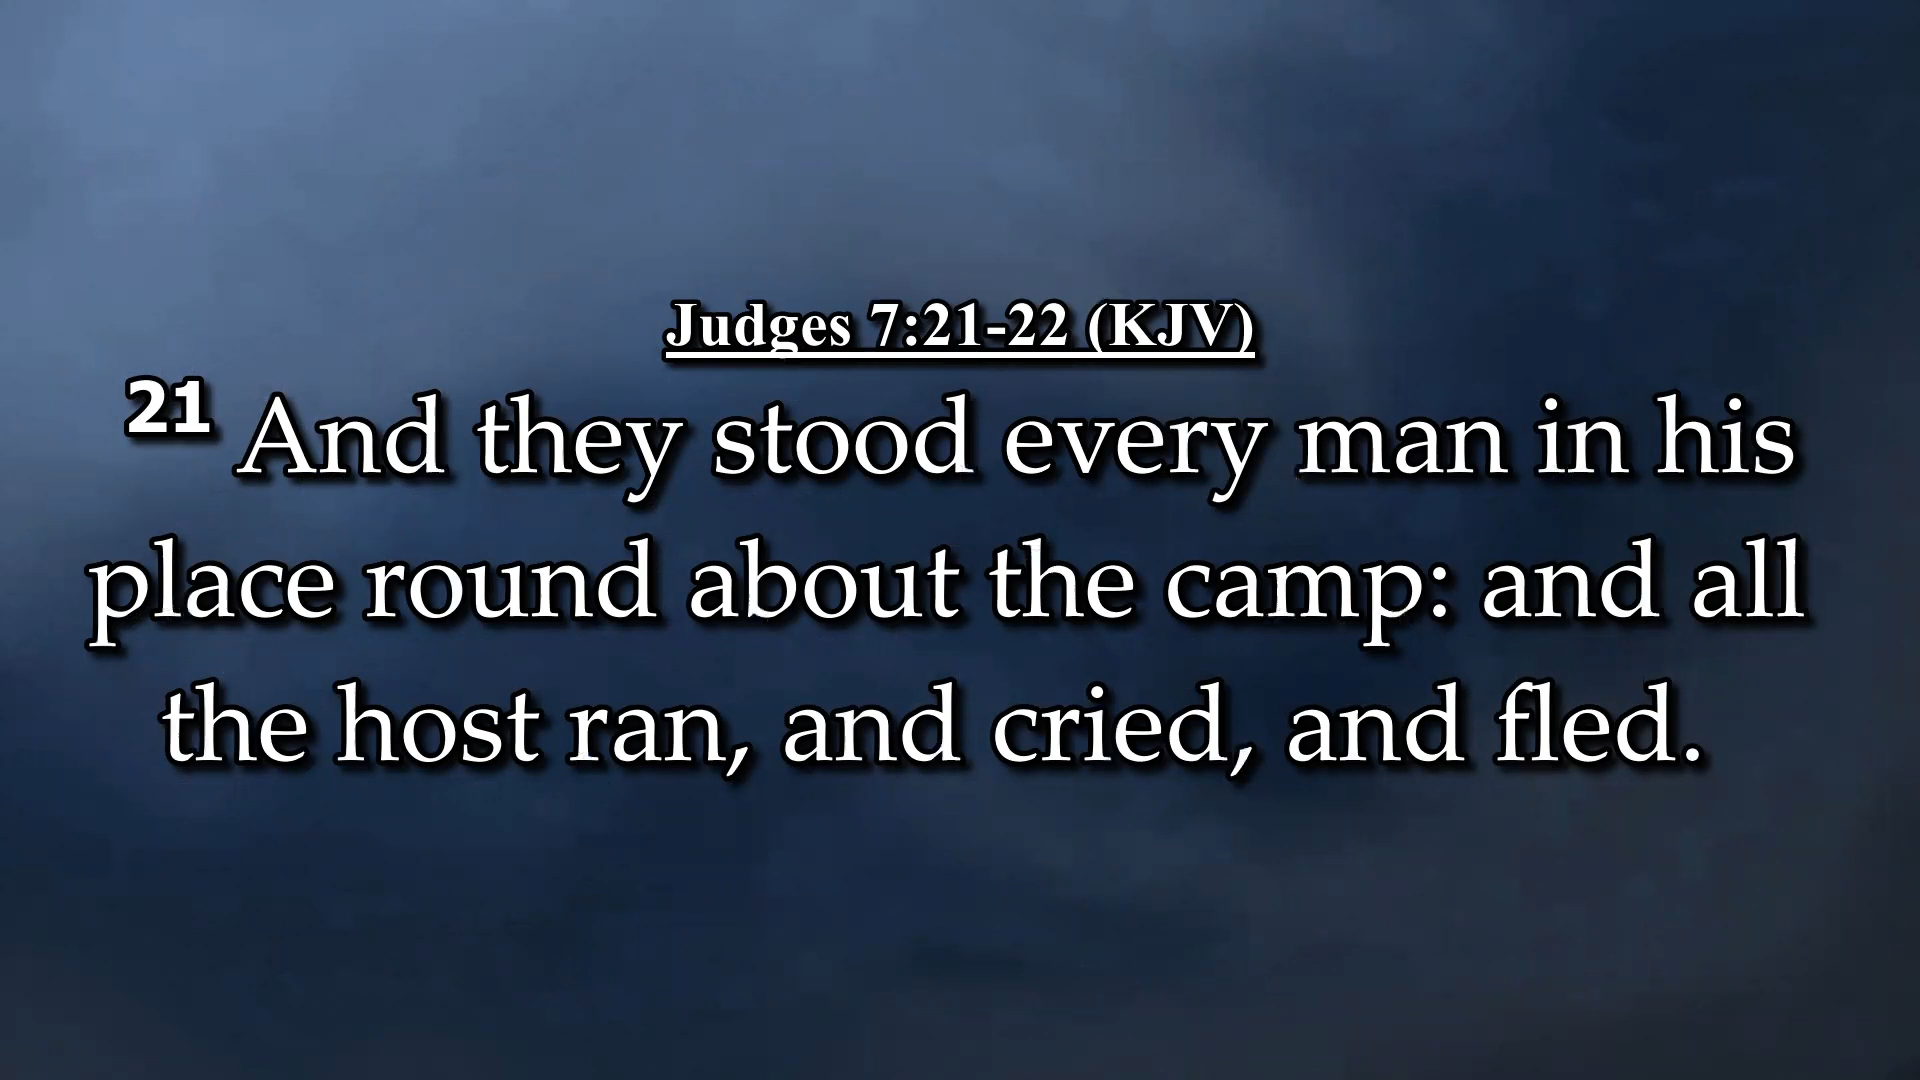 Judges 7:21-22 (KJV)
21 And they stood every man in his
place round about the camp: and all
the host ran, and cried, and fled.